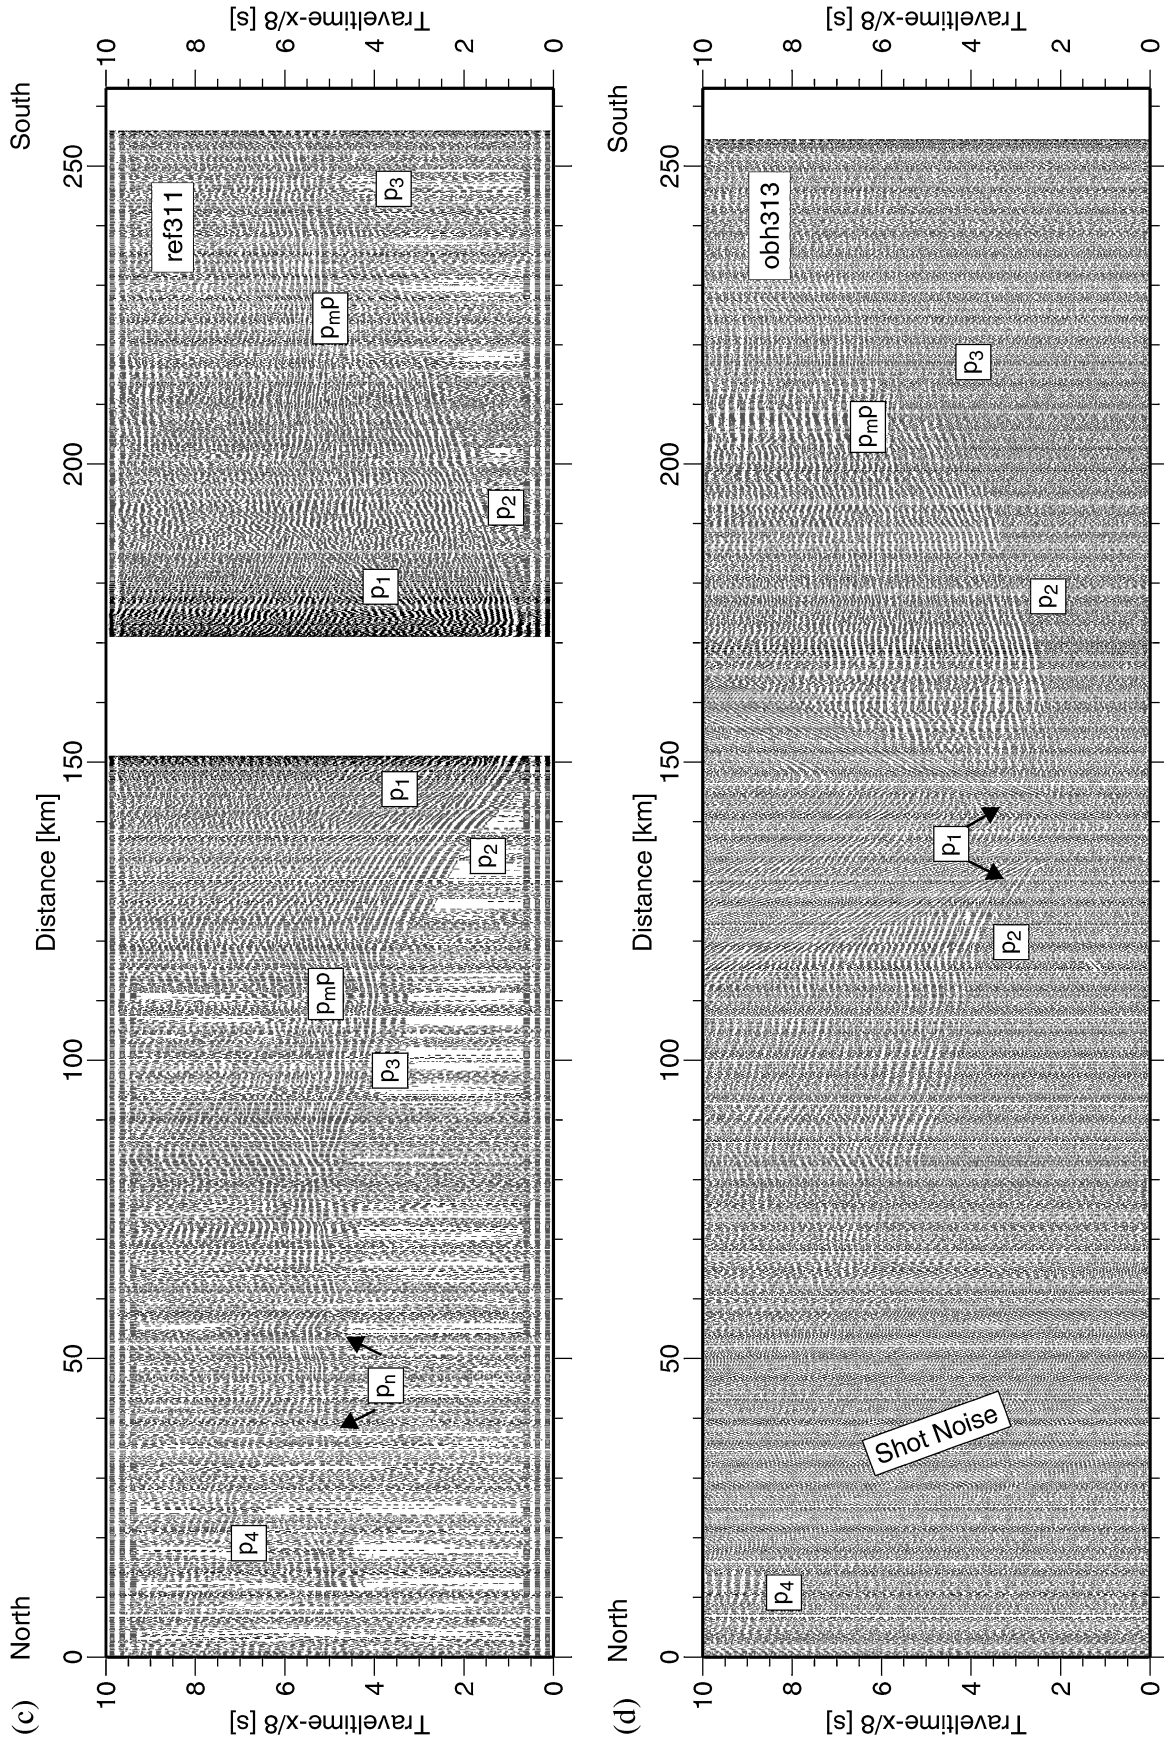 (c)
North
Distance [km]
South
0
50
100
150
200
250
Traveltime-x/8 [s]
10
8
6
4
2
0
Traveltime-x/8 [s]
10
8
6
4
2
0
ref311
p4
pn
p3
pmp
p2
p1
p1
p2
pmp
p3
(d)
North
Distance [km]
South
0
50
100
150
200
250
Traveltime-x/8 [s]
10
8
6
4
2
0
Traveltime-x/8 [s]
10
8
6
4
2
0
obh313
p4
Shot Noise
p2
p1
p2
pmp
p3